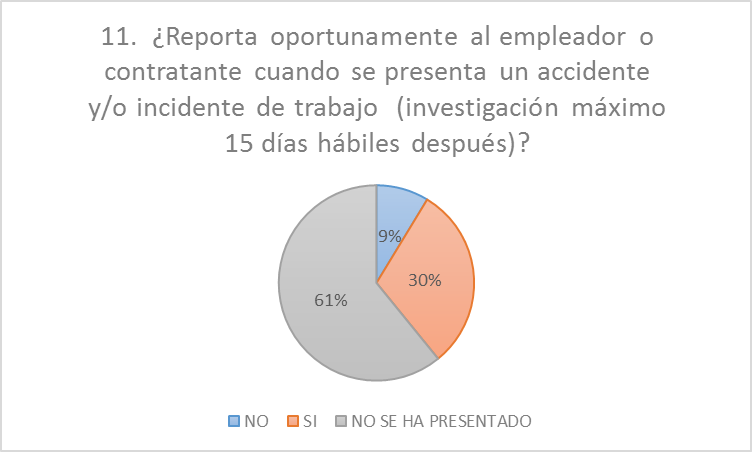 11. ¿Reporta oportunamente al empleador o
contratante cuando se presenta un accidente
y/o incidente de trabajo (investigación máximo
15 días hábiles después)?
9%
30%
61%
NO SI NO SE HA PRESENTADO